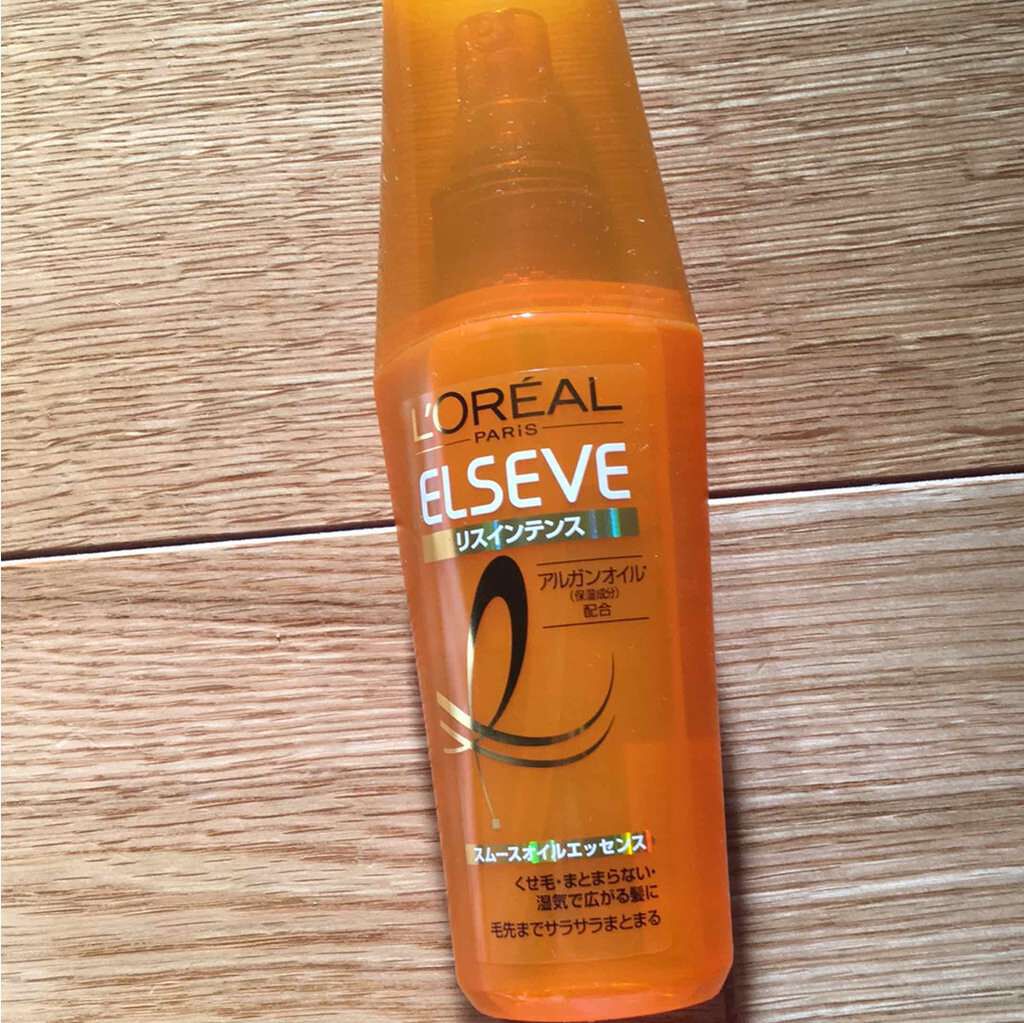 L'ORÉAL
PARIS
ELSEVE
リスインテンス
アルガンオイル*
(保湿成分)
配合
スムースオイルエッセンス
くせ毛・まとまらない・
湿気で広がる髪に
毛先までサラサラまとまる